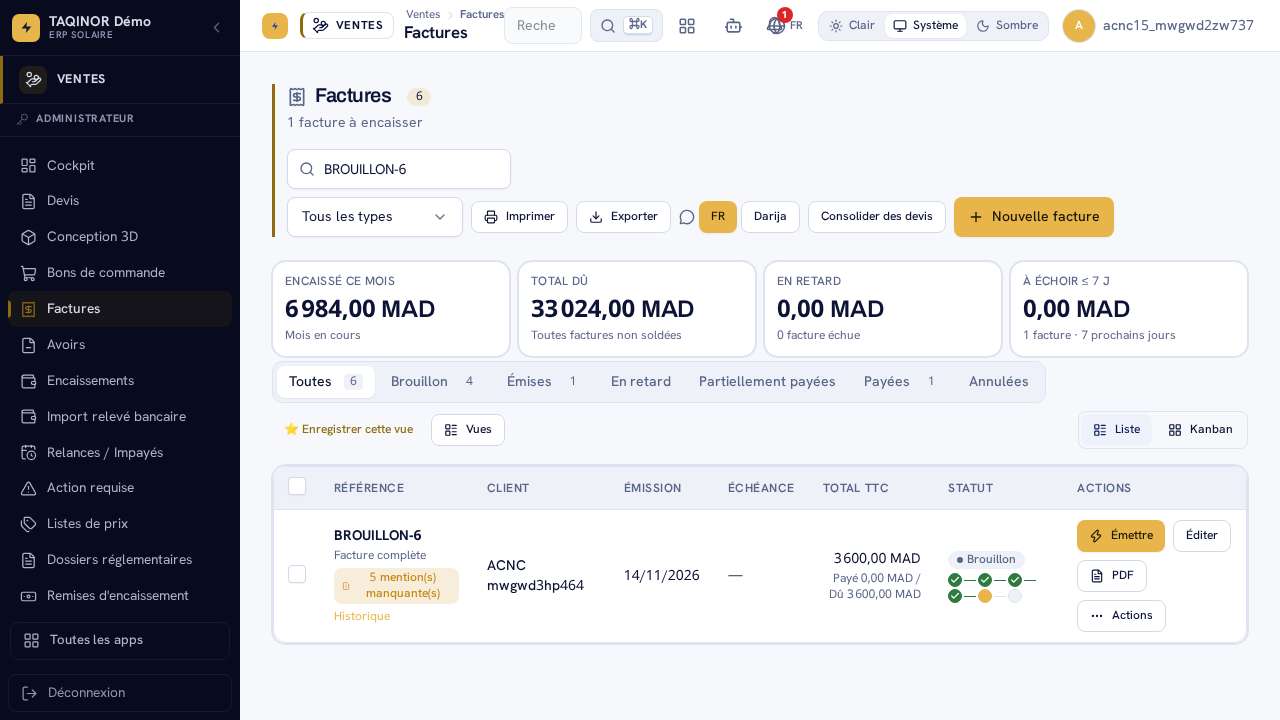 TAQINOR Démo
ERP SOLAIRE
VENTES
ADMINISTRATEUR
Cockpit
Devis
Conception 3D
Bons de commande
Factures
Avoirs
Encaissements
Import relevé bancaire
Relances / Impayés
Action requise
Listes de prix
Dossiers réglementaires
Remises d'encaissement
Toutes les apps
Déconnexion
VENTES
Ventes > Factures
Factures
Reche
⌘K
1
FR
Clair
Système
Sombre
A
acnc15_mwgwd2zw737
Factures 6
1 facture à encaisser
BROUILLON-6
Tous les types
Imprimer
Exporter
FR
Darija
Consolider des devis
+ Nouvelle facture
ENCAISSÉ CE MOIS
6 984,00 MAD
Mois en cours
TOTAL DÛ
33 024,00 MAD
Toutes factures non soldées
EN RETARD
0,00 MAD
0 facture échue
À ÉCHOIR ≤ 7 J
0,00 MAD
1 facture · 7 prochains jours
Toutes 6
Brouillon 4
Émises 1
En retard
Partiellement payées
Payées 1
Annulées
⭐ Enregistrer cette vue
Vues
Liste
Kanban
RÉFÉRENCE CLIENT ÉMISSION ÉCHÉANCE TOTAL TTC STATUT ACTIONS
BROUILLON-6
Facture complète
5 mention(s)
manquante(s)
Historique
ACNC
mwgwd3hp464
14/11/2026
—
3 600,00 MAD
Payé 0,00 MAD /
Dû 3 600,00 MAD
Brouillon
Émettre
Éditer
PDF
Actions